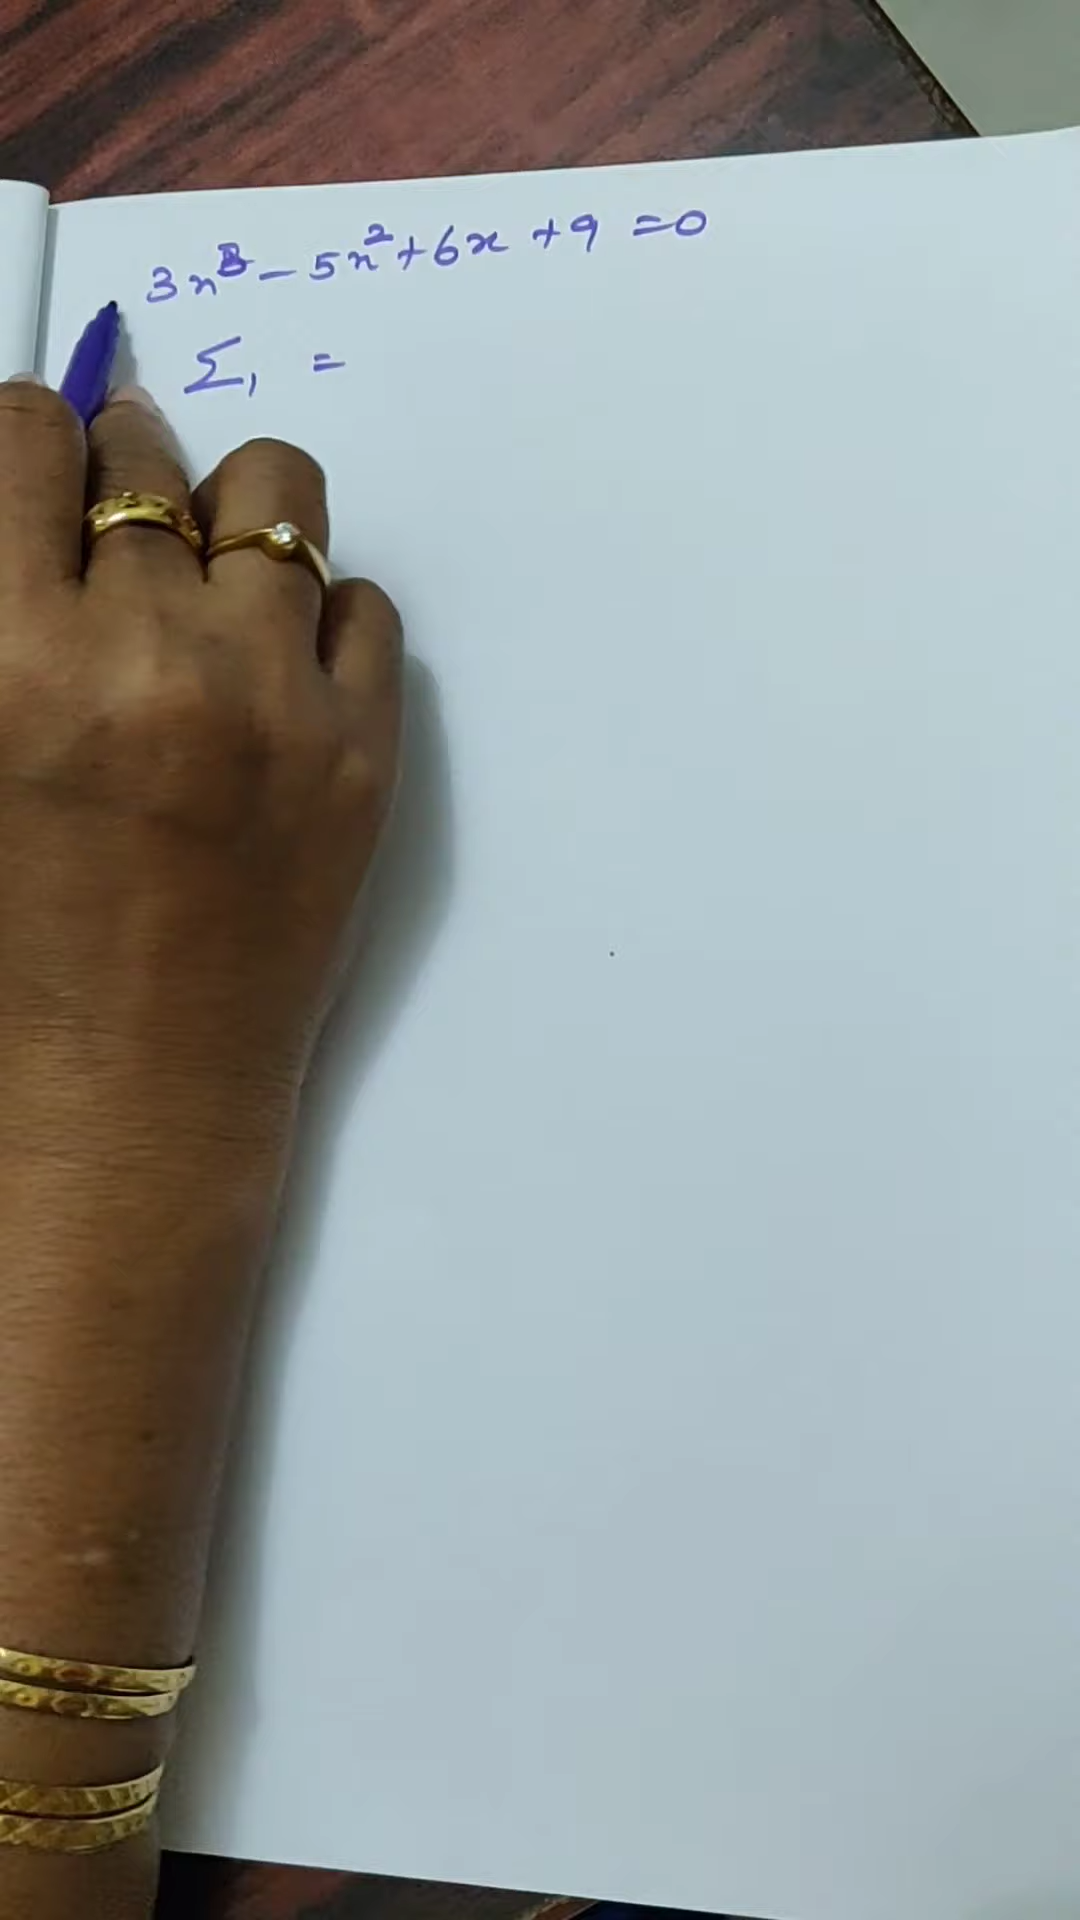 3x³ - 5x² + 6x + 9 = 0
Σ₁ =